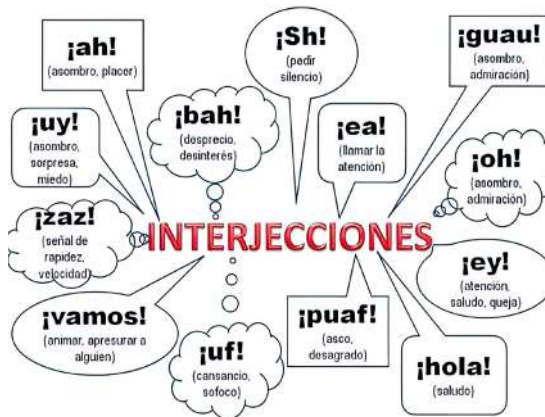 ¡ah!
(asombro, placer)
¡Sh!
(pedir
silencio)
¡guau!
(asombro,
admiración)
¡uy!
(asombro,
sorpresa,
miedo)
¡bah!
(desprecio,
desinterés)
¡ea!
(llamar la
atención)
¡oh!
(asombro,
admiración)
¡zaz!
(señal de
rapidez,
velocidad)
INTERJECCIONES
¡ey!
(atención,
saludo, queja)
¡vamos!
(animar, apresurar a
alguien)
¡uf!
(cansancio,
sofoco)
¡puaf!
(asco,
desagrado)
¡hola!
(saludo)